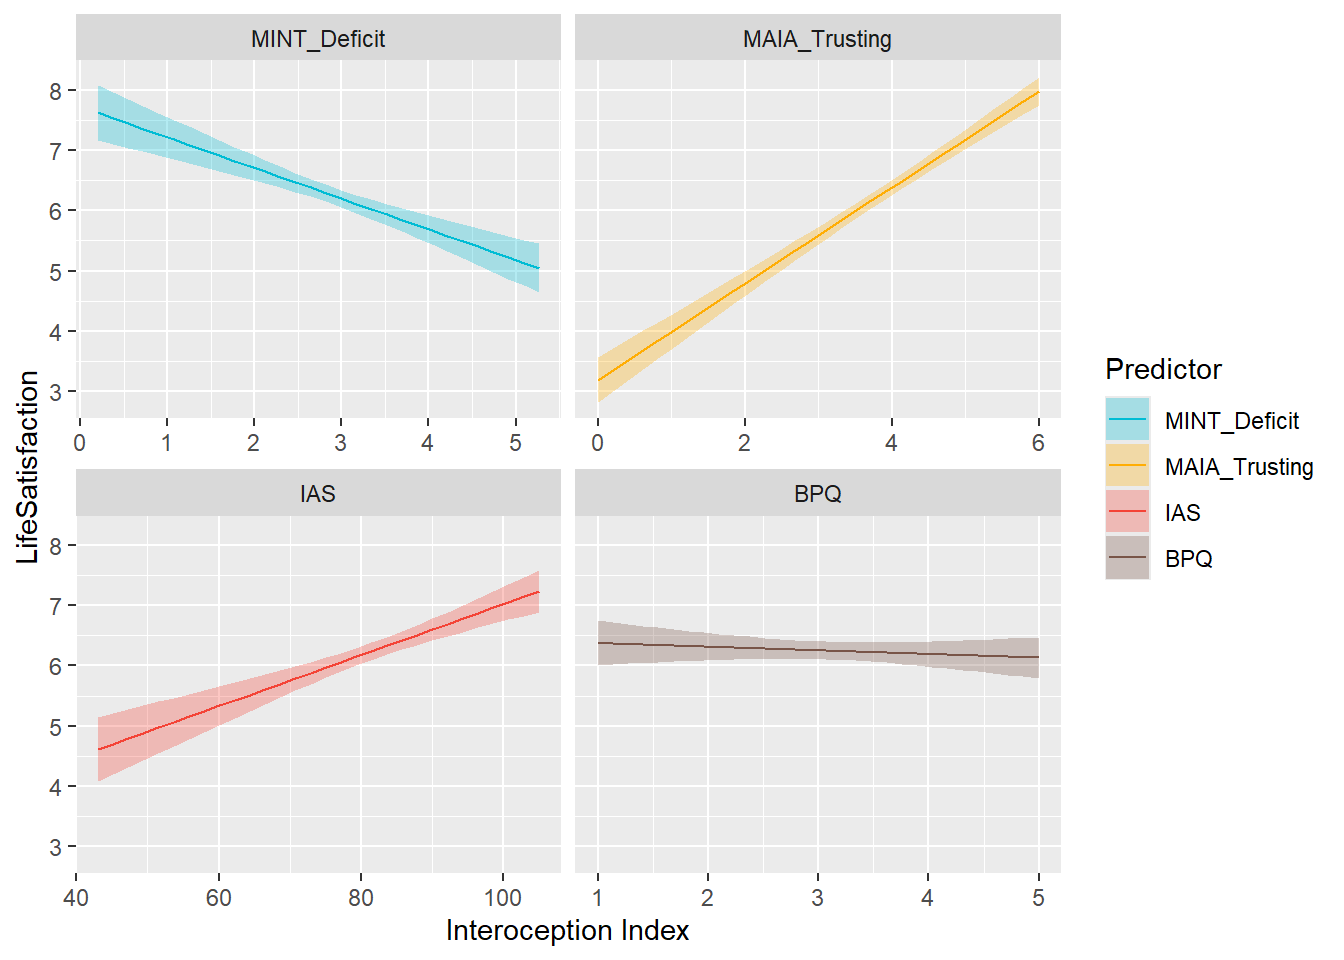 MINT_Deficit
MAIA_Trusting
8
7
6
5
4
3
0 1 2 3 4 5
0 2 4 6
IAS
BPQ
8
7
6
5
4
3
40 60 80 100
1 2 3 4 5
LifeSatisfaction
Interoception Index
Predictor
MINT_Deficit
MAIA_Trusting
IAS
BPQ